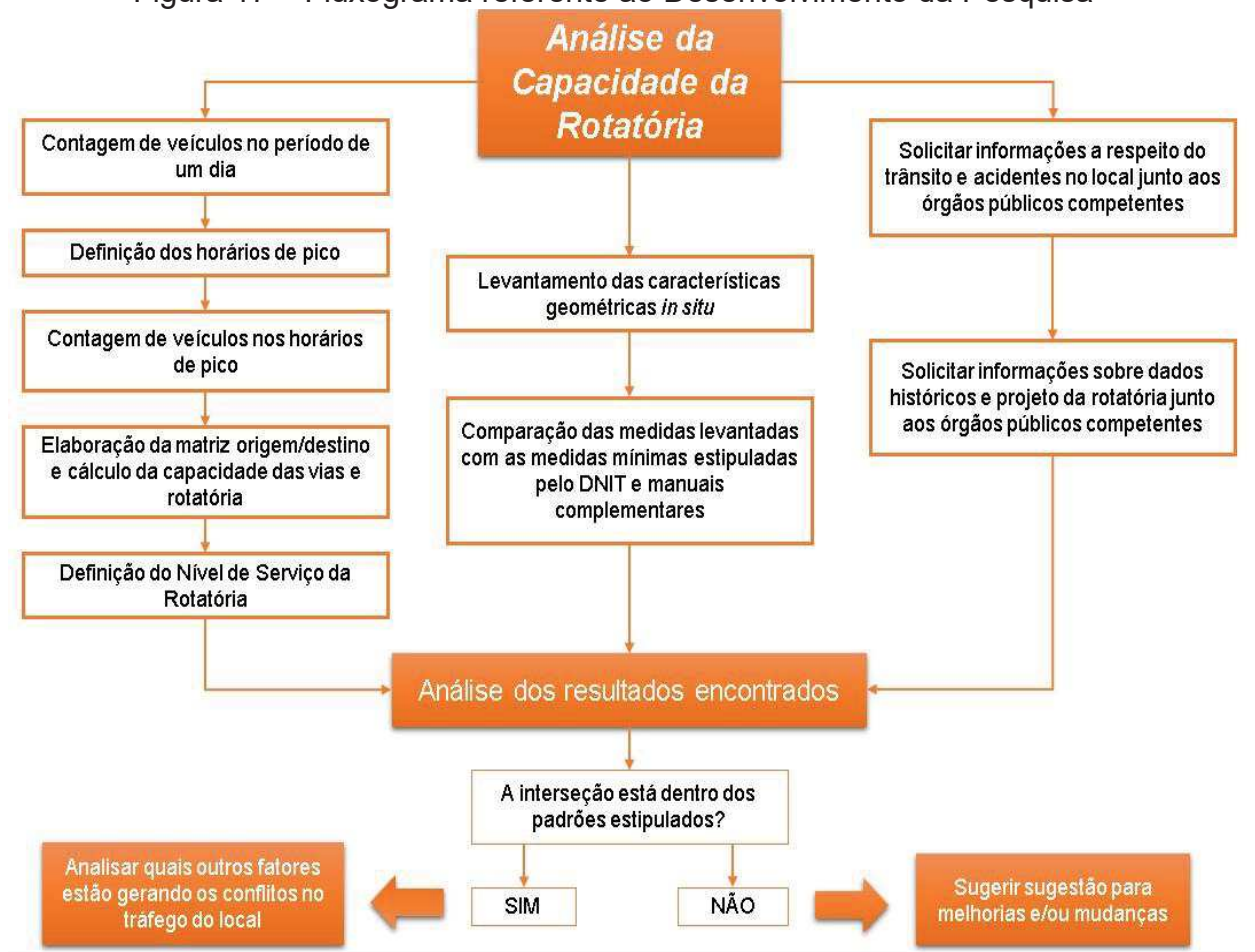 Análise da
Capacidade da
Rotatória
Contagem de veículos no período de
um dia
Definição dos horários de pico
Contagem de veículos nos horários
de pico
Elaboração da matriz origem/destino
e cálculo da capacidade das vias e
rotatória
Definição do Nível de Serviço da
Rotatória
Levantamento das características
geométricas in situ
Comparação das medidas levantadas
com as medidas mínimas estipuladas
pelo DNIT e manuais
complementares
Solicitar informações a respeito do
trânsito e acidentes no local junto aos
órgãos públicos competentes
Solicitar informações sobre dados
históricos e projeto da rotatória junto
aos órgãos públicos competentes
Análise dos resultados encontrados
A interseção está dentro dos
padrões estipulados?
SIM
NÃO
Analisar quais outros fatores
estão gerando os conflitos no
tráfego do local
Sugerir sugestão para
melhorias e/ou mudanças